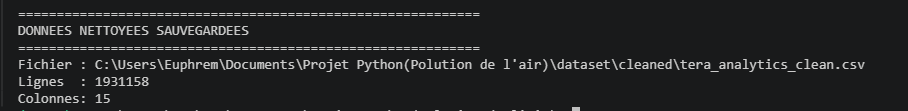 ============================================================
DONNEES NETTOYEES SAUVEGARDEES
============================================================
Fichier : C:\Users\Euphrem\Documents\Projet Python(Polution de l'air)\dataset\cleaned\tera_analytics_clean.csv
Lignes  : 1931158
Colonnes: 15